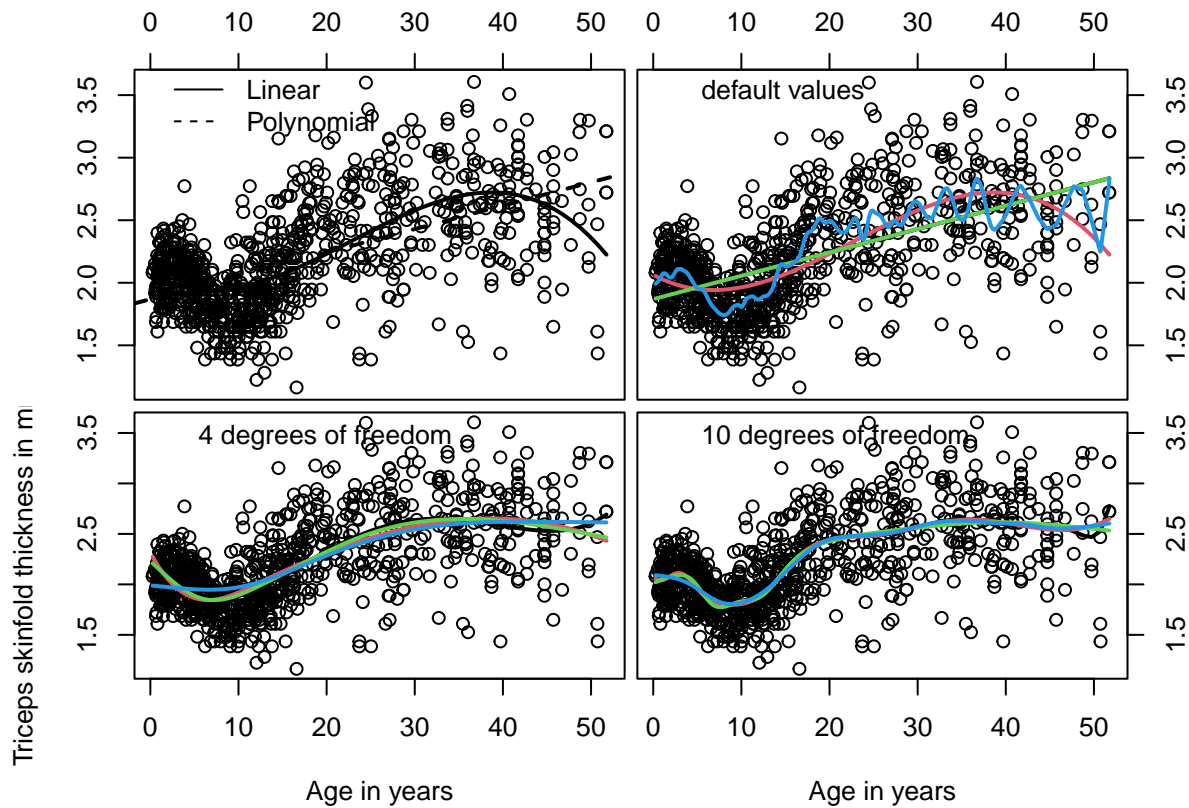 0 10 20 30 40 50 0 10 20 30 40 50
Linear
Polynomial
default values
3.5
3.0
2.5
2.0
1.5
3.5
3.0
2.5
2.0
1.5
4 degrees of freedom
10 degrees of freedom
3.5
2.5
1.5
3.5
2.5
1.5
Triceps skinfold thickness in m
0 10 20 30 40 50 0 10 20 30 40 50
Age in years Age in years